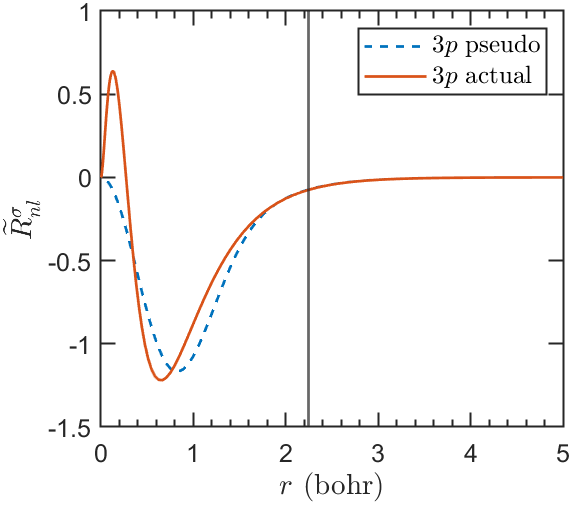 1
0.5
0
-0.5
-1
-1.5
0 1 2 3 4 5
r (bohr)
R̃σnl
3p pseudo
3p actual